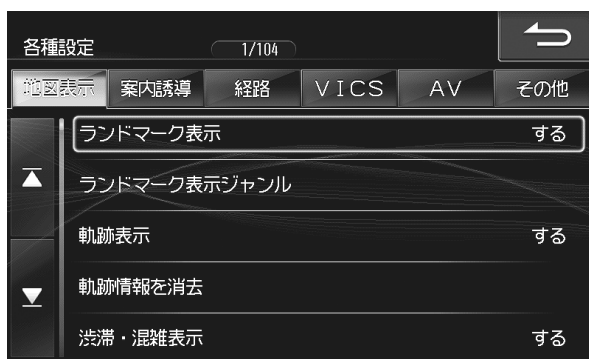 各種設定 1/104
地図表示 案内誘導 経路 VICS AV その他
ランドマーク表示 する
ランドマーク表示ジャンル
軌跡表示 する
軌跡情報を消去
渋滞・混雑表示 する